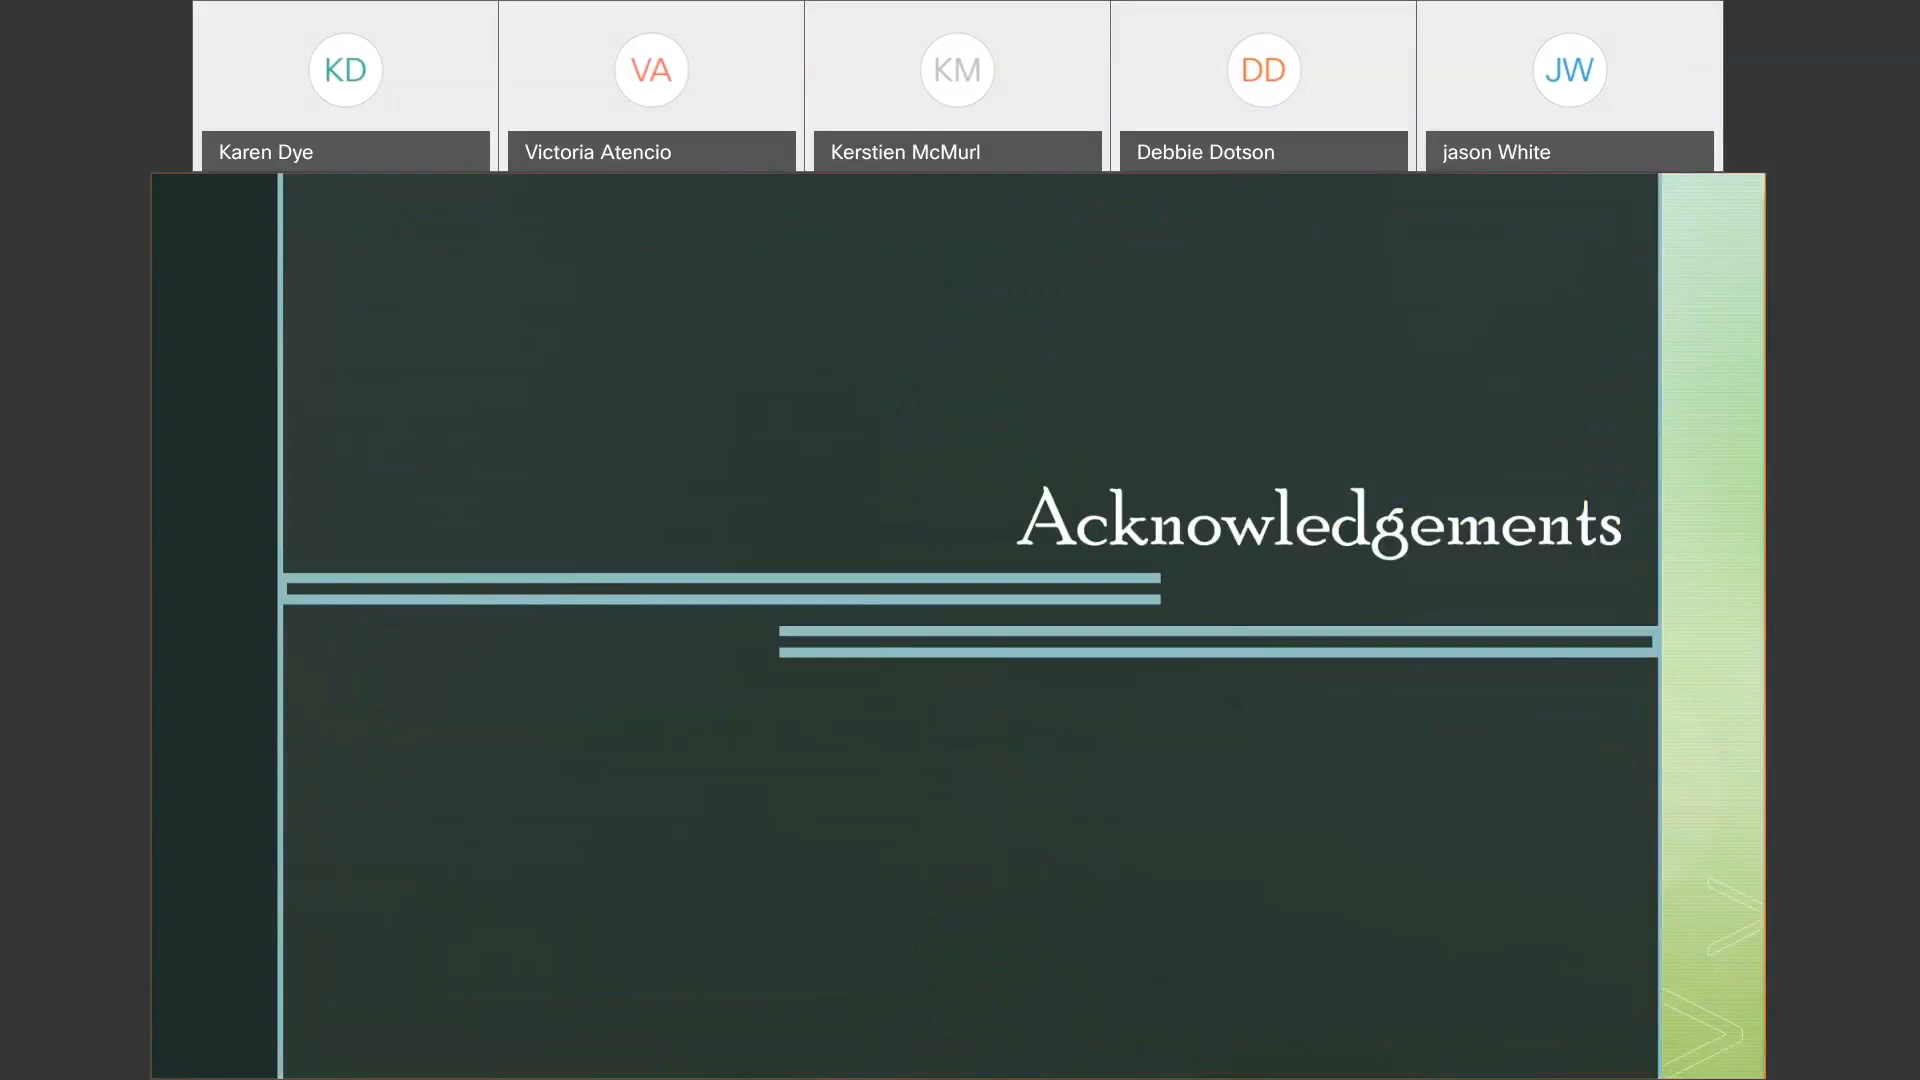 KD
VA
KM
DD
JW
Karen Dye
Victoria Atencio
Kerstien McMurl
Debbie Dotson
jason White
Acknowledgements